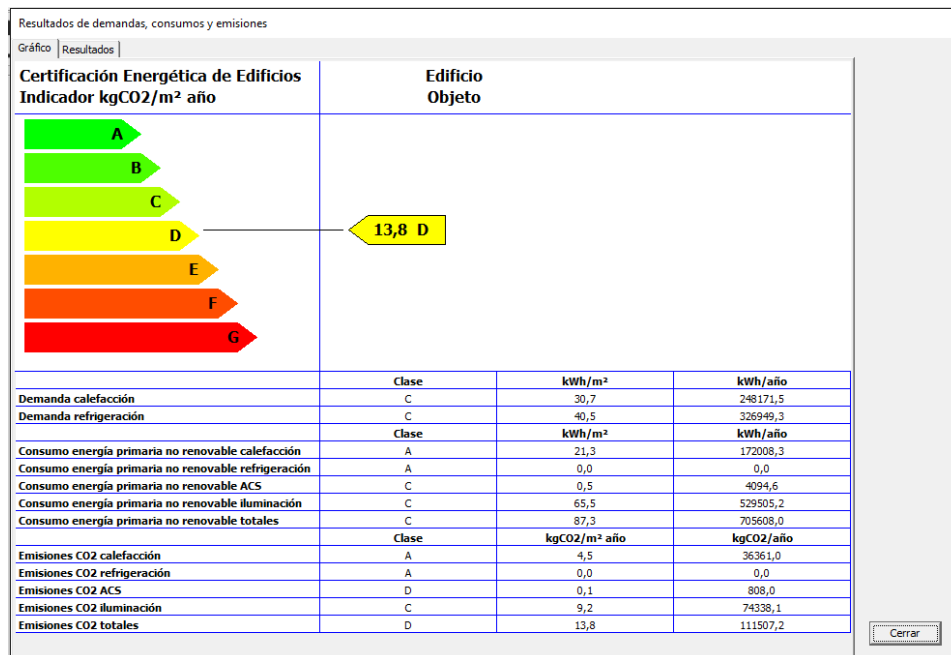 Resultados de demandas, consumos y emisiones
Gráfico Resultados
Certificación Energética de Edificios
Indicador kgCO2/m² año
Edificio
Objeto
A
B
C
D
13,8 D
E
F
G
Clase kWh/m² kWh/año
Demanda calefacción C 30,7 248171,5
Demanda refrigeración C 40,5 326949,3
Clase kWh/m² kWh/año
Consumo energía primaria no renovable calefacción A 21,3 172008,3
Consumo energía primaria no renovable refrigeración A 0,0 0,0
Consumo energía primaria no renovable ACS C 0,5 4094,6
Consumo energía primaria no renovable iluminación C 65,5 529505,2
Consumo energía primaria no renovable totales C 87,3 705608,0
Clase kgCO2/m² año kgCO2/año
Emisiones CO2 calefacción A 4,5 36361,0
Emisiones CO2 refrigeración A 0,0 0,0
Emisiones CO2 ACS D 0,1 808,0
Emisiones CO2 iluminación C 9,2 74338,1
Emisiones CO2 totales D 13,8 111507,2
Cerrar